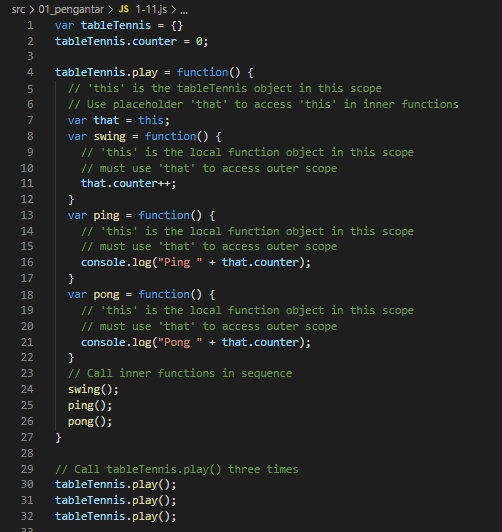 src > 01_pengantar > JS 1-11.js > ...
1 var tableTennis = {}
2 tableTennis.counter = 0;
3
4 tableTennis.play = function() {
5 // 'this' is the tableTennis object in this scope
6 // Use placeholder 'that' to access 'this' in inner functions
7 var that = this;
8 var swing = function() {
9 // 'this' is the local function object in this scope
10 // must use 'that' to access outer scope
11 that.counter++;
12 }
13 var ping = function() {
14 // 'this' is the local function object in this scope
15 // must use 'that' to access outer scope
16 console.log("Ping " + that.counter);
17 }
18 var pong = function() {
19 // 'this' is the local function object in this scope
20 // must use 'that' to access outer scope
21 console.log("Pong " + that.counter);
22 }
23 // Call inner functions in sequence
24 swing();
25 ping();
26 pong();
27 }
28
29 // Call tableTennis.play() three times
30 tableTennis.play();
31 tableTennis.play();
32 tableTennis.play();
33